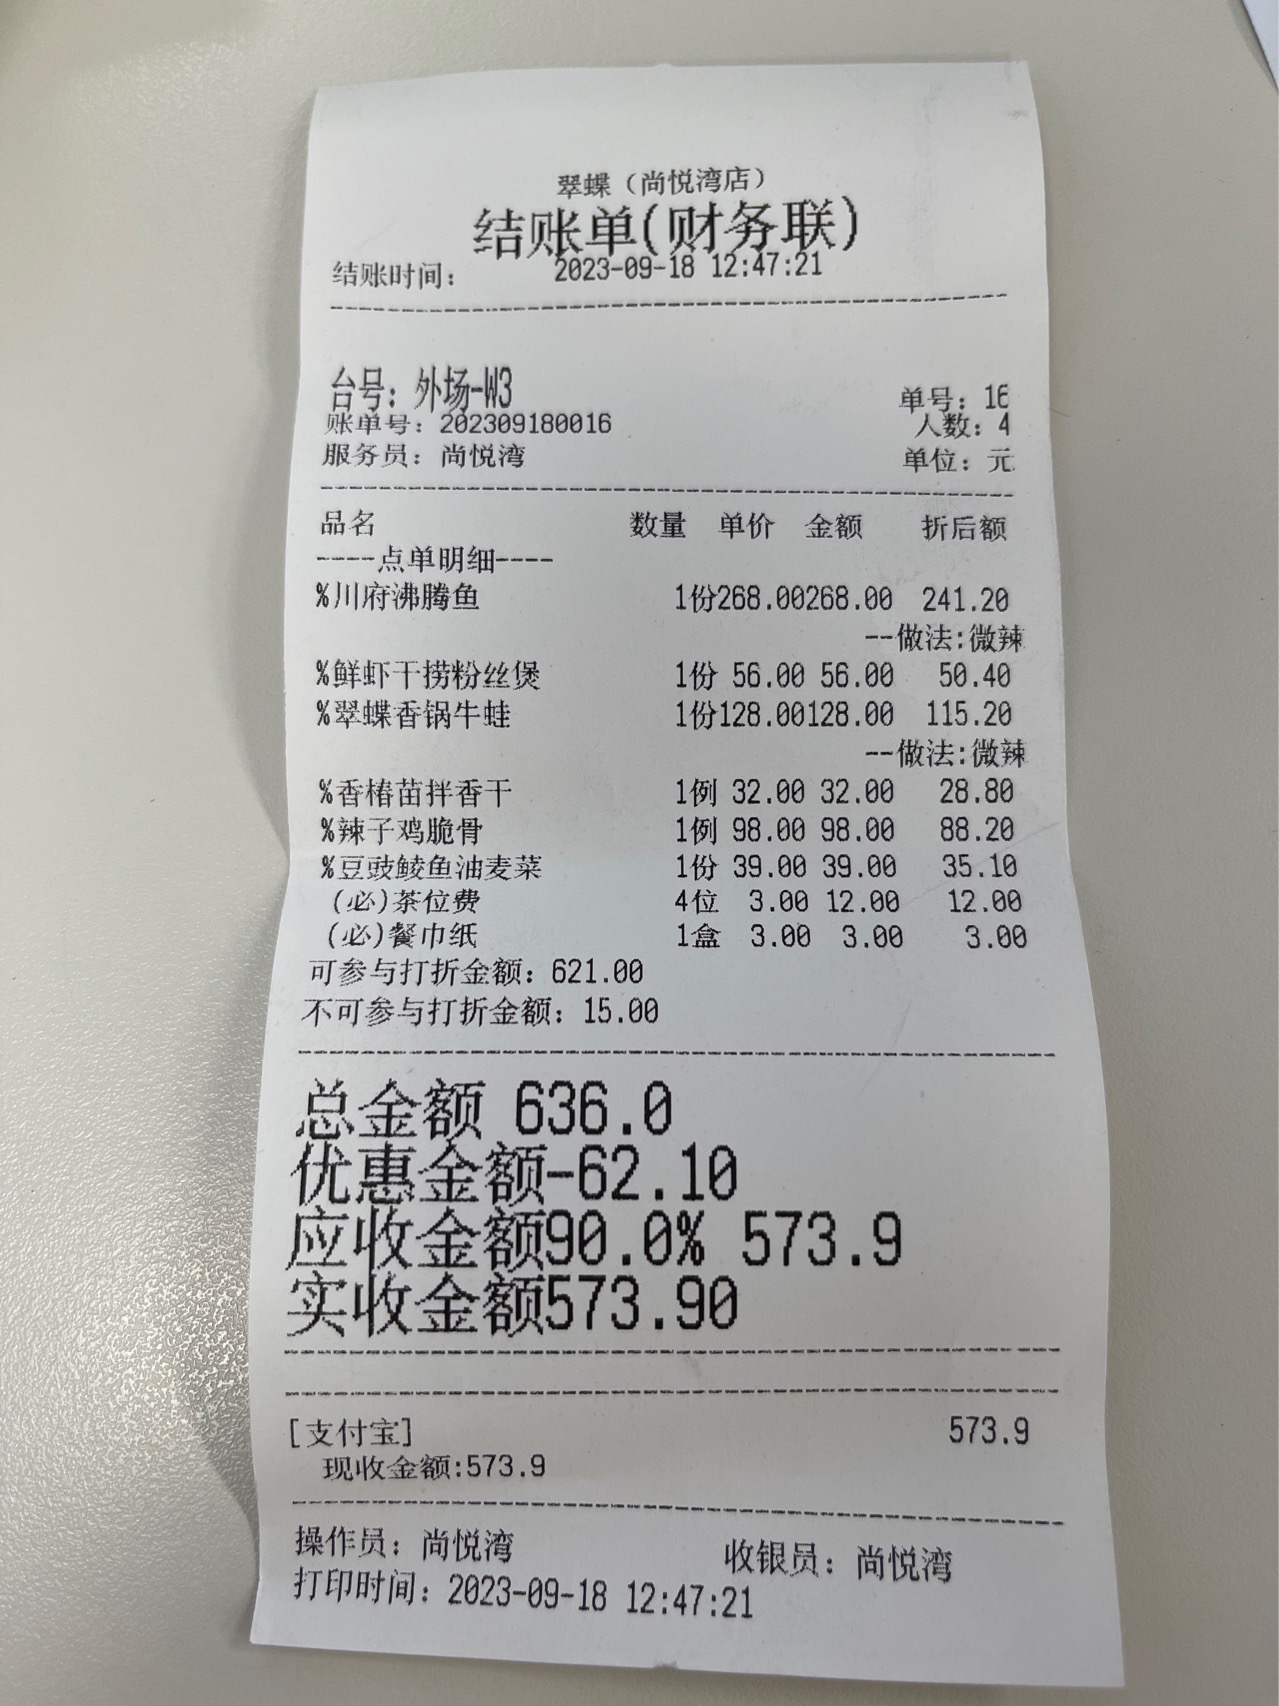 翠蝶（尚悦湾店）
结账单(财务联)
结账时间： 2023-09-18 12:47:21
台号：外场-W3
单号：16
账单号：202309180016
人数：4
服务员：尚悦湾
单位：元
品名 数量 单价 金额 折后额
----点单明细----
%川府沸腾鱼 1份268.00268.00 241.20
--做法:微辣
%鲜虾干捞粉丝煲 1份 56.00 56.00 50.40
%翠蝶香锅牛蛙 1份128.00128.00 115.20
--做法:微辣
%香椿苗拌香干 1例 32.00 32.00 28.80
%辣子鸡脆骨 1例 98.00 98.00 88.20
%豆豉鲮鱼油麦菜 1份 39.00 39.00 35.10
(必)茶位费 4位 3.00 12.00 12.00
(必)餐巾纸 1盒 3.00 3.00 3.00
可参与打折金额：621.00
不可参与打折金额：15.00
总金额 636.0
优惠金额-62.10
应收金额90.0% 573.9
实收金额573.90
[支付宝] 573.9
现收金额:573.9
操作员：尚悦湾 收银员：尚悦湾
打印时间：2023-09-18 12:47:21